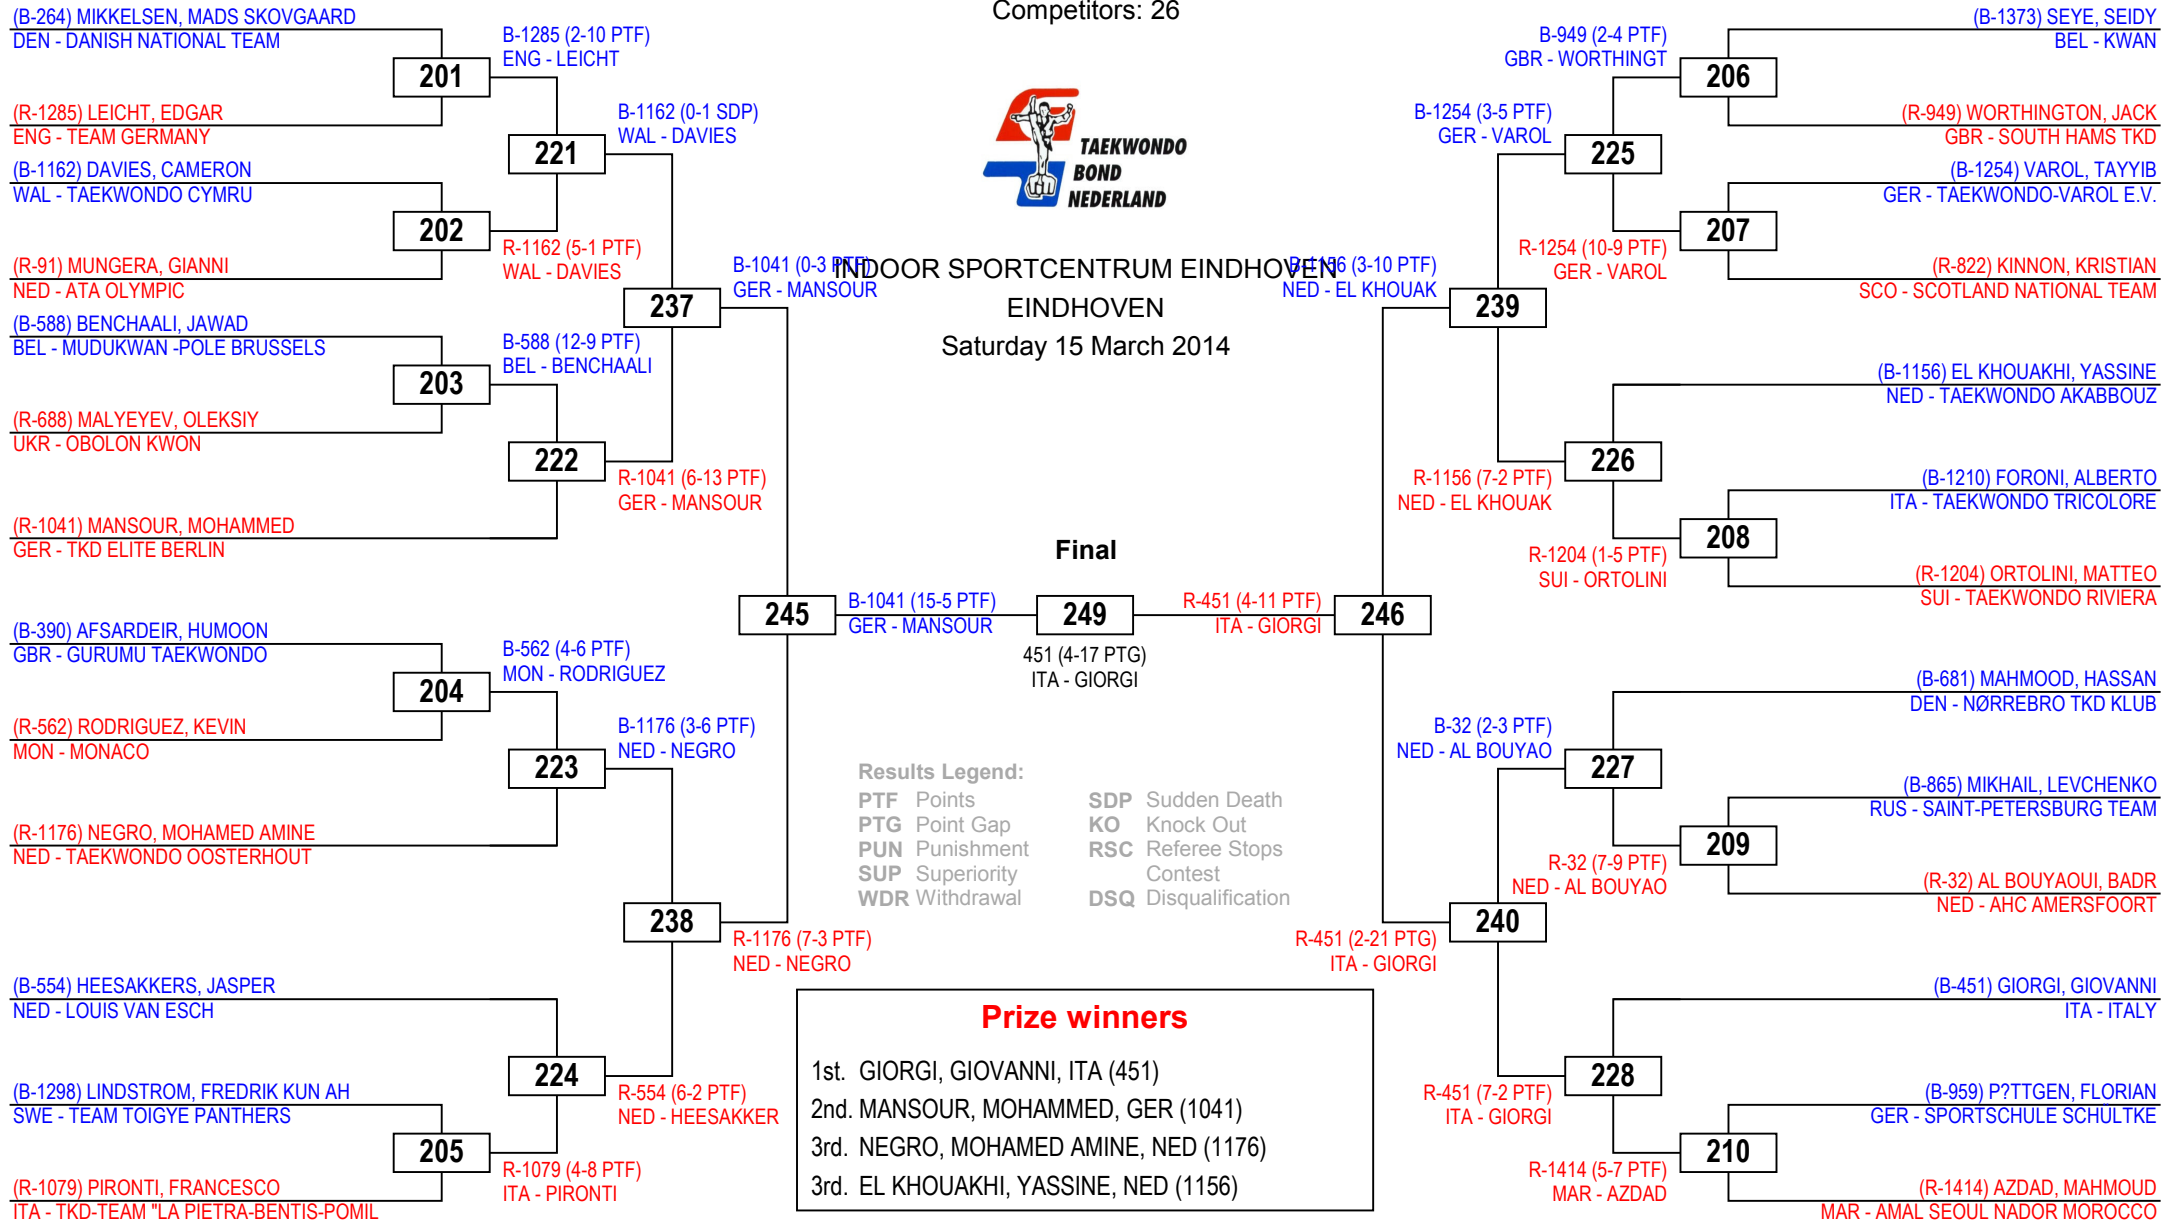 Competitors: 26
(B-264) MIKKELSEN, MADS SKOVGAARD
DEN - DANISH NATIONAL TEAM
201
(R-1285) LEICHT, EDGAR
ENG - TEAM GERMANY
(B-1162) DAVIES, CAMERON
WAL - TAEKWONDO CYMRU
202
(R-91) MUNGERA, GIANNI
NED - ATA OLYMPIC
(B-588) BENCHAALI, JAWAD
BEL - MUDUKWAN -POLE BRUSSELS
203
(R-688) MALYEYEV, OLEKSIY
UKR - OBOLON KWON
(R-1041) MANSOUR, MOHAMMED
GER - TKD ELITE BERLIN
(B-390) AFSARDEIR, HUMOON
GBR - GURUMU TAEKWONDO
204
(R-562) RODRIGUEZ, KEVIN
MON - MONACO
(R-1176) NEGRO, MOHAMED AMINE
NED - TAEKWONDO OOSTERHOUT
(B-554) HEESAKKERS, JASPER
NED - LOUIS VAN ESCH
(B-1298) LINDSTROM, FREDRIK KUN AH
SWE - TEAM TOIGYE PANTHERS
205
(R-1079) PIRONTI, FRANCESCO
ITA - TKD-TEAM "LA PIETRA-BENTIS-POMIL
B-1285 (2-10 PTF)
ENG - LEICHT
221
R-1162 (5-1 PTF)
WAL - DAVIES
B-588 (12-9 PTF)
BEL - BENCHAALI
222
B-562 (4-6 PTF)
MON - RODRIGUEZ
223
224
R-1079 (4-8 PTF)
ITA - PIRONTI
B-1162 (0-1 SDP)
WAL - DAVIES
237
R-1041 (6-13 PTF)
GER - MANSOUR
B-1176 (3-6 PTF)
NED - NEGRO
238
R-554 (6-2 PTF)
NED - HEESAKKER
B-1041 (0-3 PTF)
GER - MANSOUR
245
R-1176 (7-3 PTF)
NED - NEGRO
TAEKWONDO
BOND
NEDERLAND
INDOOR SPORTCENTRUM EINDHOVEN
EINDHOVEN
Saturday 15 March 2014
Final
B-1041 (15-5 PTF)
GER - MANSOUR
249
R-451 (4-11 PTF)
ITA - GIORGI
451 (4-17 PTG)
ITA - GIORGI
Results Legend:
PTF Points
PTG Point Gap
PUN Punishment
SUP Superiority
WDR Withdrawal
SDP Sudden Death
KO Knock Out
RSC Referee Stops
Contest
DSQ Disqualification
Prize winners
1st. GIORGI, GIOVANNI, ITA (451)
2nd. MANSOUR, MOHAMMED, GER (1041)
3rd. NEGRO, MOHAMED AMINE, NED (1176)
3rd. EL KHOUAKHI, YASSINE, NED (1156)
B-1156 (3-10 PTF)
NED - EL KHOUAK
246
R-451 (2-21 PTG)
ITA - GIORGI
B-1254 (3-5 PTF)
GER - VAROL
239
R-1156 (7-2 PTF)
NED - EL KHOUAK
B-32 (2-3 PTF)
NED - AL BOUYAO
240
R-451 (7-2 PTF)
ITA - GIORGI
B-949 (2-4 PTF)
GBR - WORTHINGT
225
R-1254 (10-9 PTF)
GER - VAROL
226
R-1204 (1-5 PTF)
SUI - ORTOLINI
227
R-32 (7-9 PTF)
NED - AL BOUYAO
228
R-1414 (5-7 PTF)
MAR - AZDAD
(B-1373) SEYE, SEIDY
BEL - KWAN
206
(R-949) WORTHINGTON, JACK
GBR - SOUTH HAMS TKD
(B-1254) VAROL, TAYYIB
GER - TAEKWONDO-VAROL E.V.
207
(R-822) KINNON, KRISTIAN
SCO - SCOTLAND NATIONAL TEAM
(B-1156) EL KHOUAKHI, YASSINE
NED - TAEKWONDO AKABBOUZ
(B-1210) FORONI, ALBERTO
ITA - TAEKWONDO TRICOLORE
208
(R-1204) ORTOLINI, MATTEO
SUI - TAEKWONDO RIVIERA
(B-681) MAHMOOD, HASSAN
DEN - NØRREBRO TKD KLUB
(B-865) MIKHAIL, LEVCHENKO
RUS - SAINT-PETERSBURG TEAM
209
(R-32) AL BOUYAOUI, BADR
NED - AHC AMERSFOORT
(B-451) GIORGI, GIOVANNI
ITA - ITALY
(B-959) P?TTGEN, FLORIAN
GER - SPORTSCHULE SCHÜLTKE
210
(R-1414) AZDAD, MAHMOUD
MAR - AMAL SEOUL NADOR MOROCCO